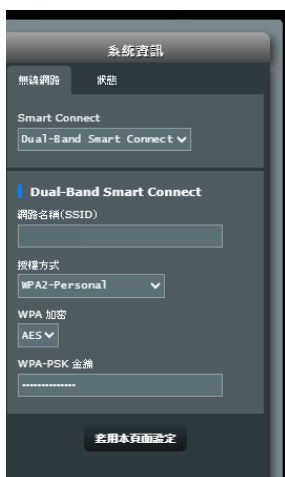 系統資訊
無線網路 狀態
Smart Connect
Dual-Band Smart Connect
Dual-Band Smart Connect
網路名稱(SSID)
授權方式
WPA2-Personal
WPA 加密
AES
WPA-PSK 金鑰
--------------
套用本頁面設定